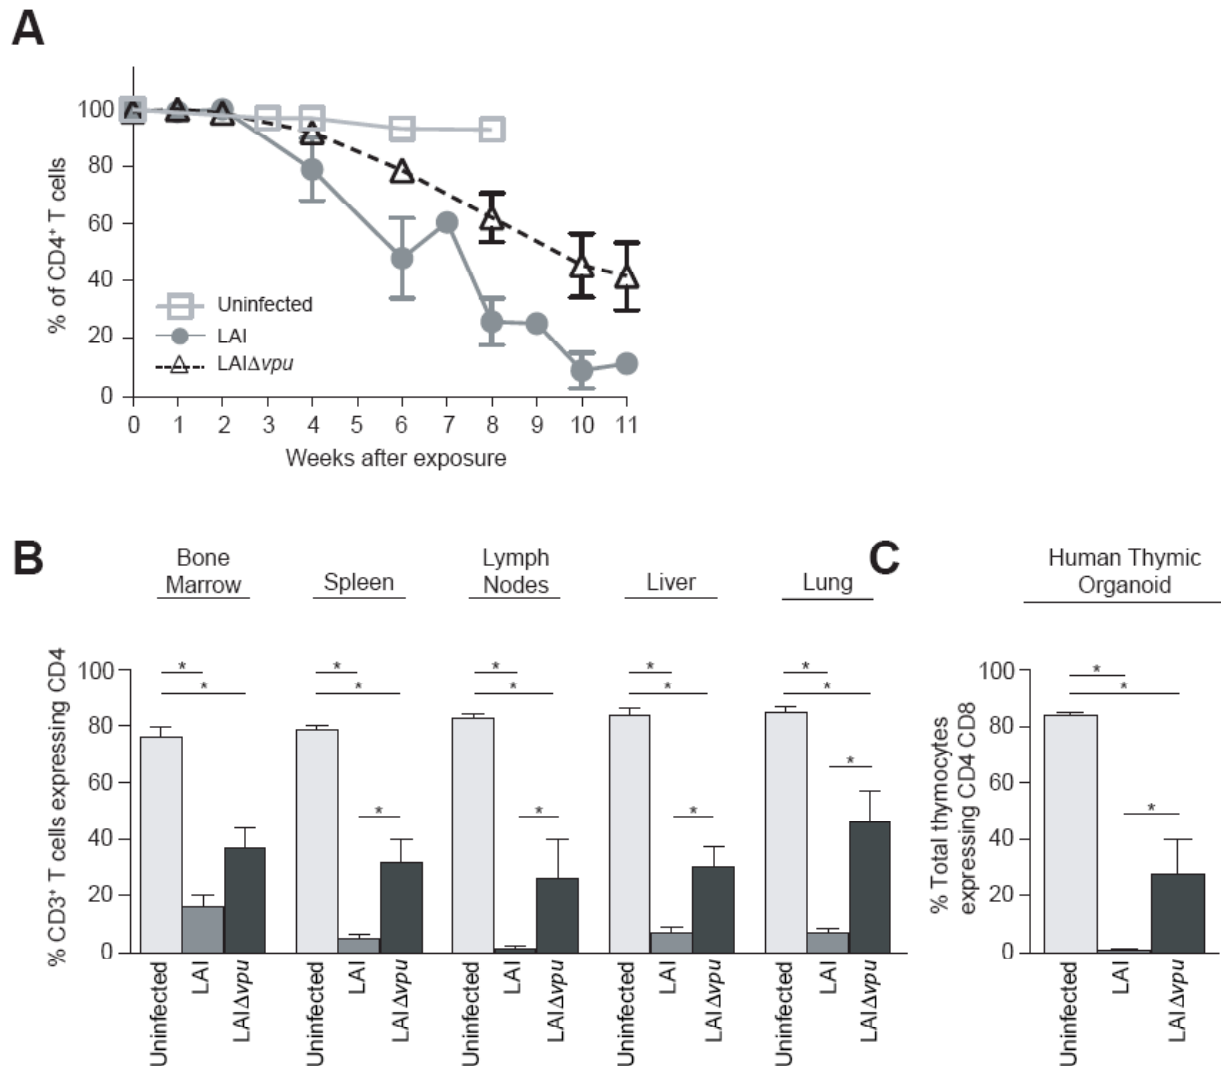 A
% of CD4⁺ T cells
100
80
60
40
20
0
Uninfected
LAI
LAIΔvpu
0 1 2 3 4 5 6 7 8 9 10 11
Weeks after exposure
B
Bone
Marrow
Spleen
Lymph
Nodes
Liver
Lung
% CD3⁺ T cells expressing CD4
100
80
60
40
20
0
* * * * *
* * * * *
*
* * *
Uninfected LAI LAIΔvpu Uninfected LAI LAIΔvpu Uninfected LAI LAIΔvpu Uninfected LAI LAIΔvpu Uninfected LAI LAIΔvpu
C
Human Thymic
Organoid
% Total thymocytes
expressing CD4 CD8
100
80
60
40
20
0
*
*
*
Uninfected LAI LAIΔvpu